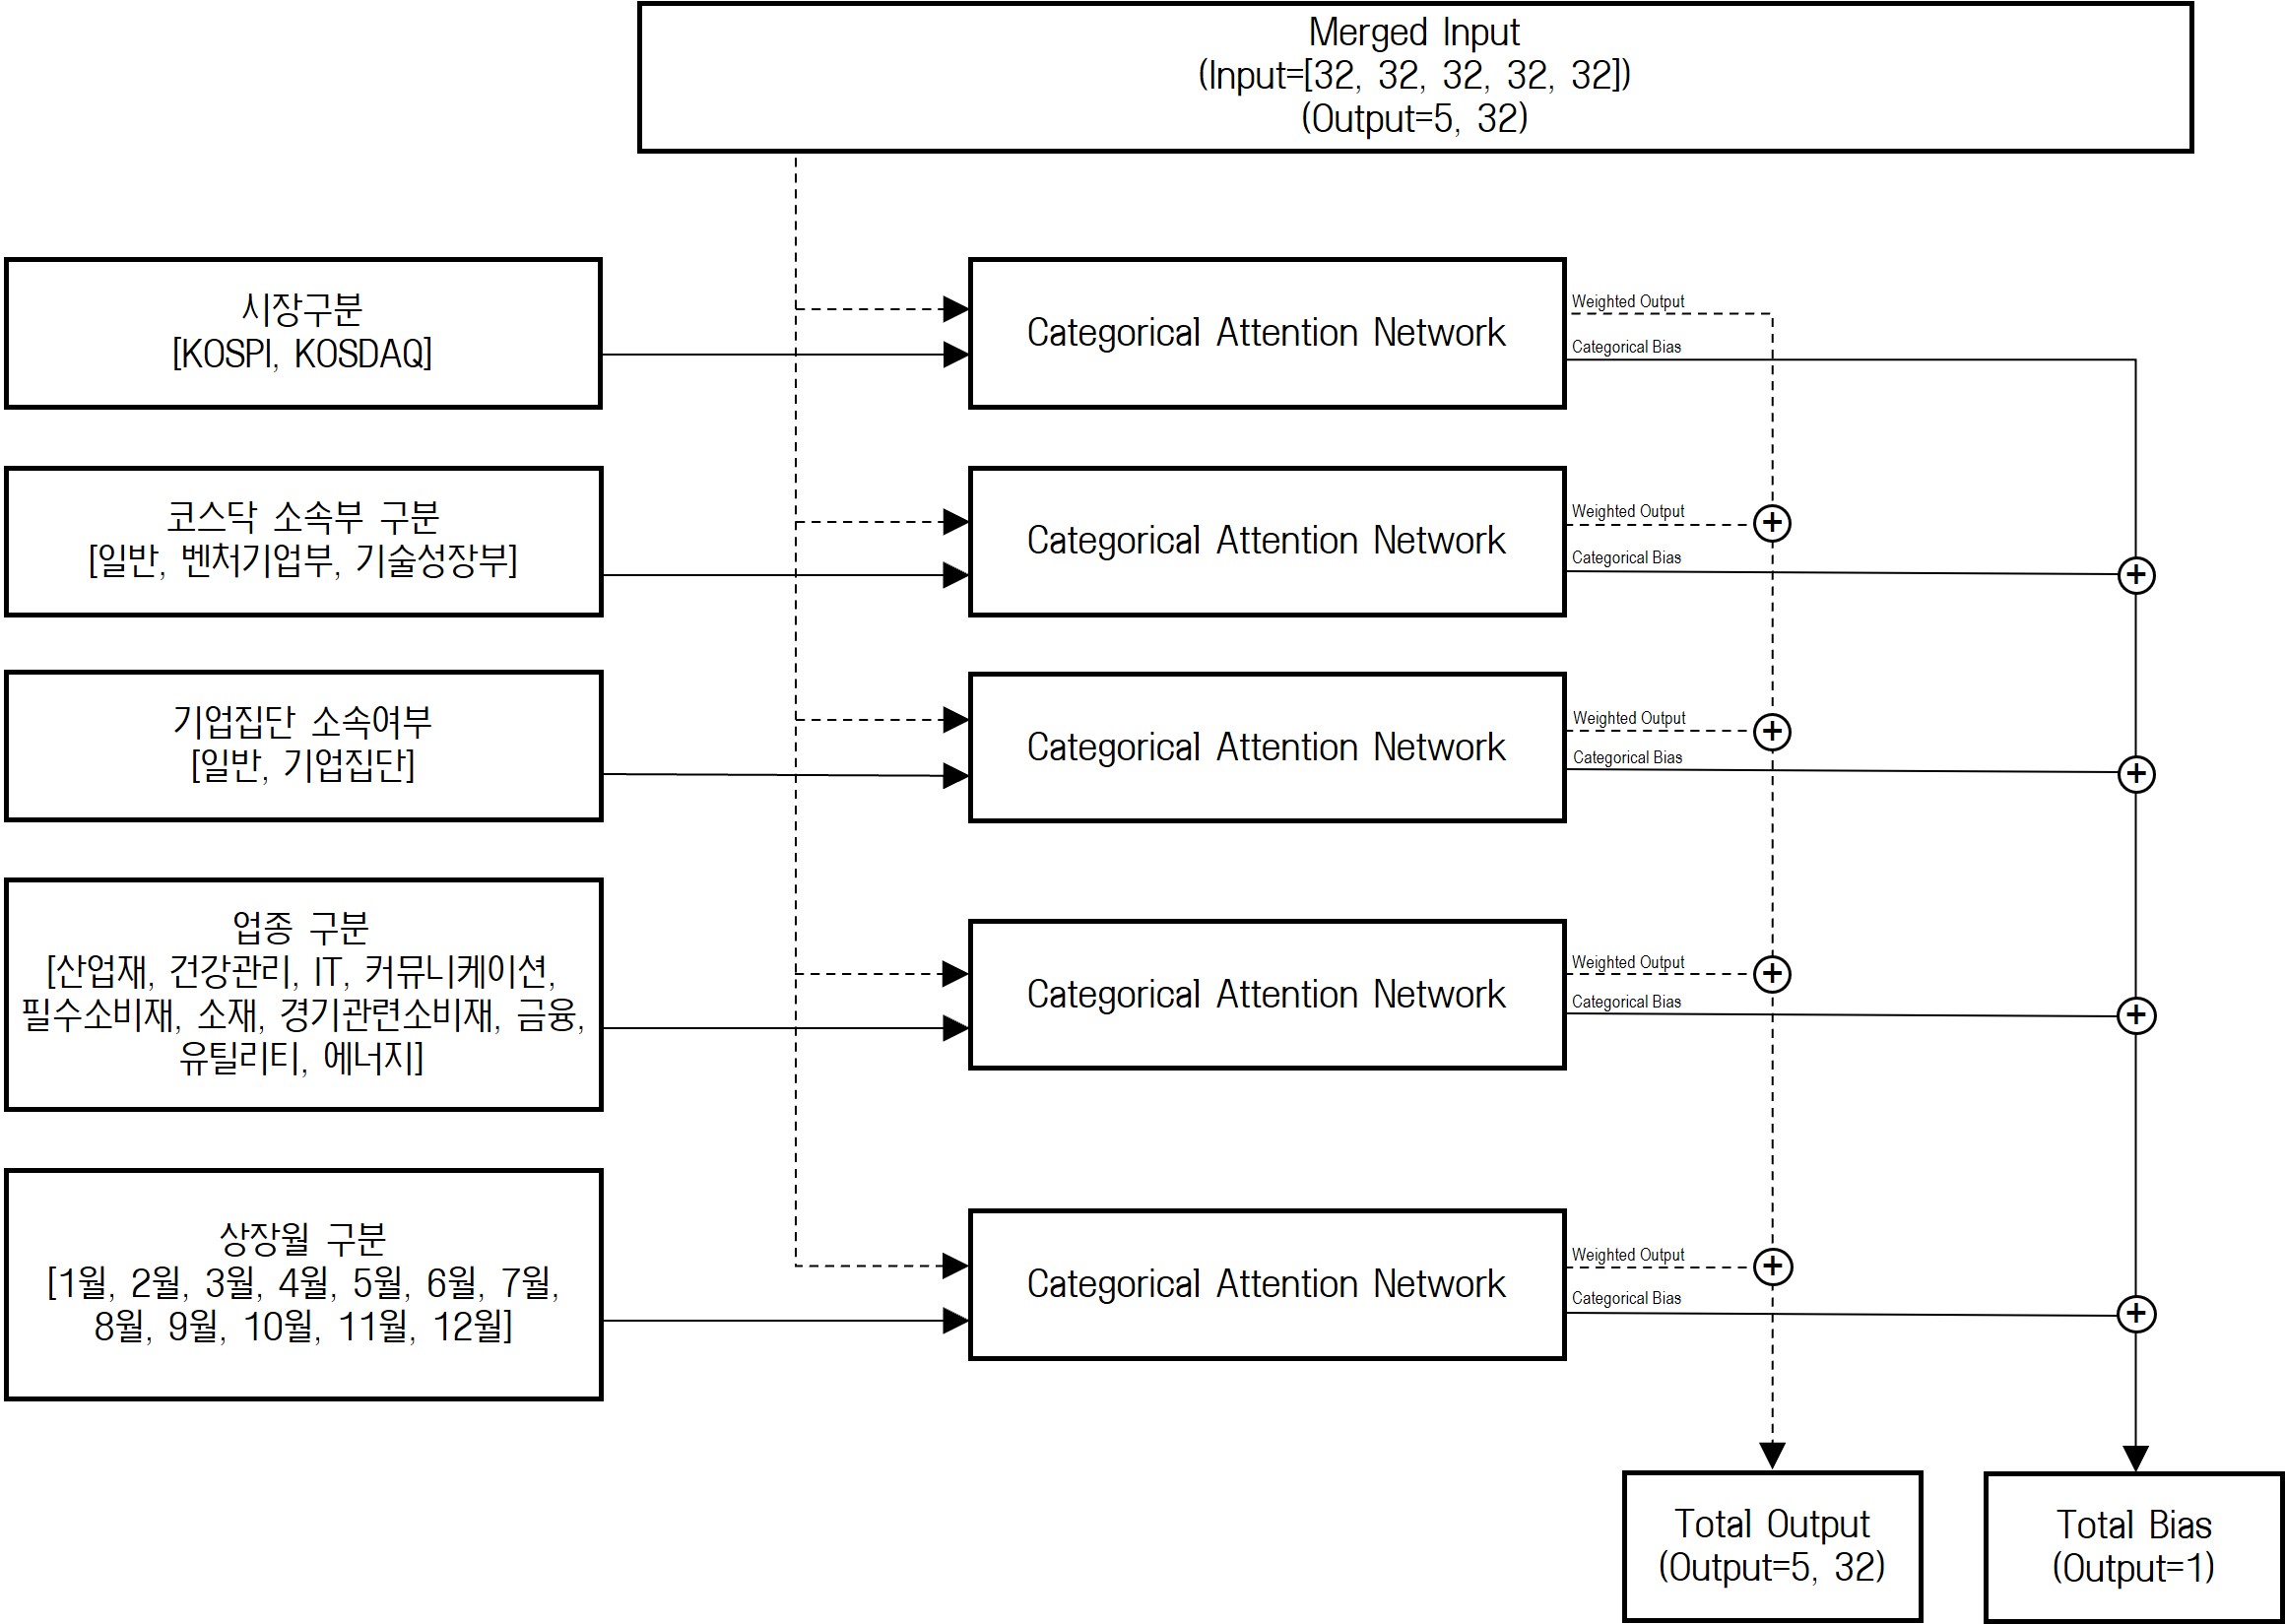 Merged Input
(Input=[32, 32, 32, 32, 32])
(Output=5, 32)
시장구분
[KOSPI, KOSDAQ]
Categorical Attention Network
Weighted Output
Categorical Bias
코스닥 소속부 구분
[일반, 벤처기업부, 기술성장부]
Categorical Attention Network
Weighted Output
Categorical Bias
기업집단 소속여부
[일반, 기업집단]
Categorical Attention Network
Weighted Output
Categorical Bias
업종 구분
[산업재, 건강관리, IT, 커뮤니케이션,
필수소비재, 소재, 경기관련소비재, 금융,
유틸리티, 에너지]
Categorical Attention Network
Weighted Output
Categorical Bias
상장월 구분
[1월, 2월, 3월, 4월, 5월, 6월, 7월,
8월, 9월, 10월, 11월, 12월]
Categorical Attention Network
Weighted Output
Categorical Bias
Total Output
(Output=5, 32)
Total Bias
(Output=1)